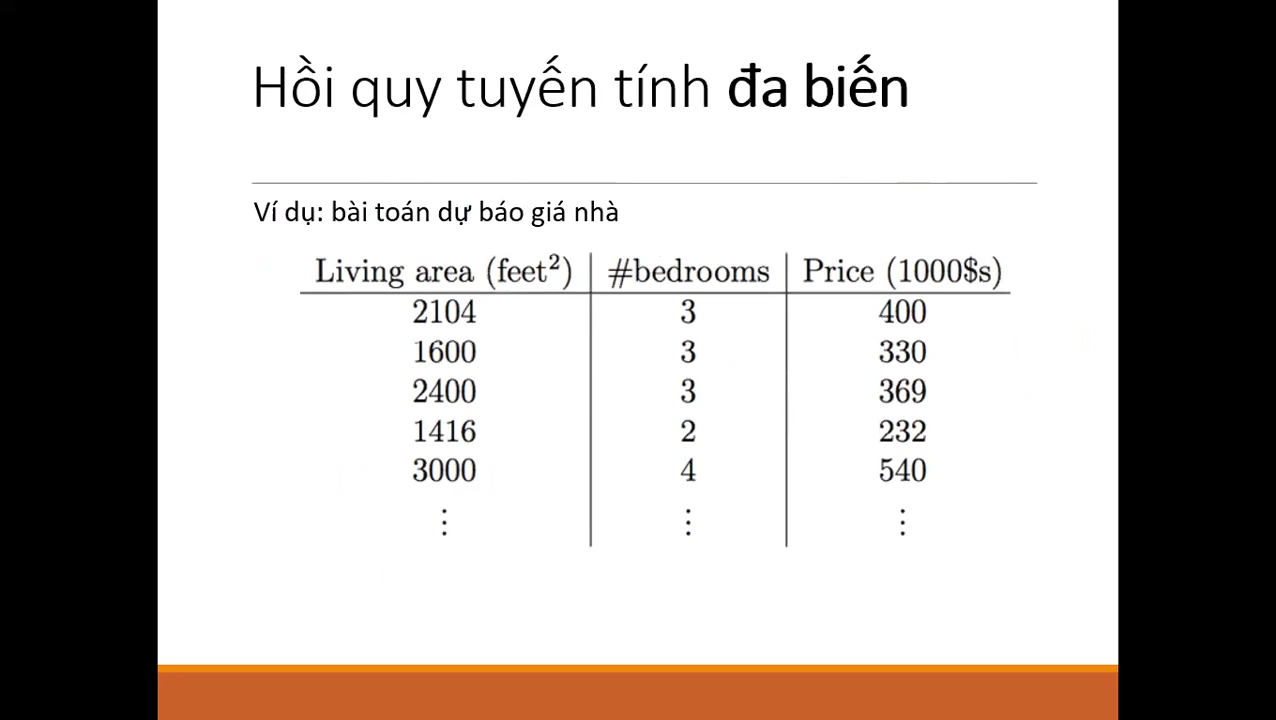 Hồi quy tuyến tính đa biến
Ví dụ: bài toán dự báo giá nhà
Living area (feet²) #bedrooms Price (1000$s)
2104 3 400
1600 3 330
2400 3 369
1416 2 232
3000 4 540
⋮ ⋮ ⋮